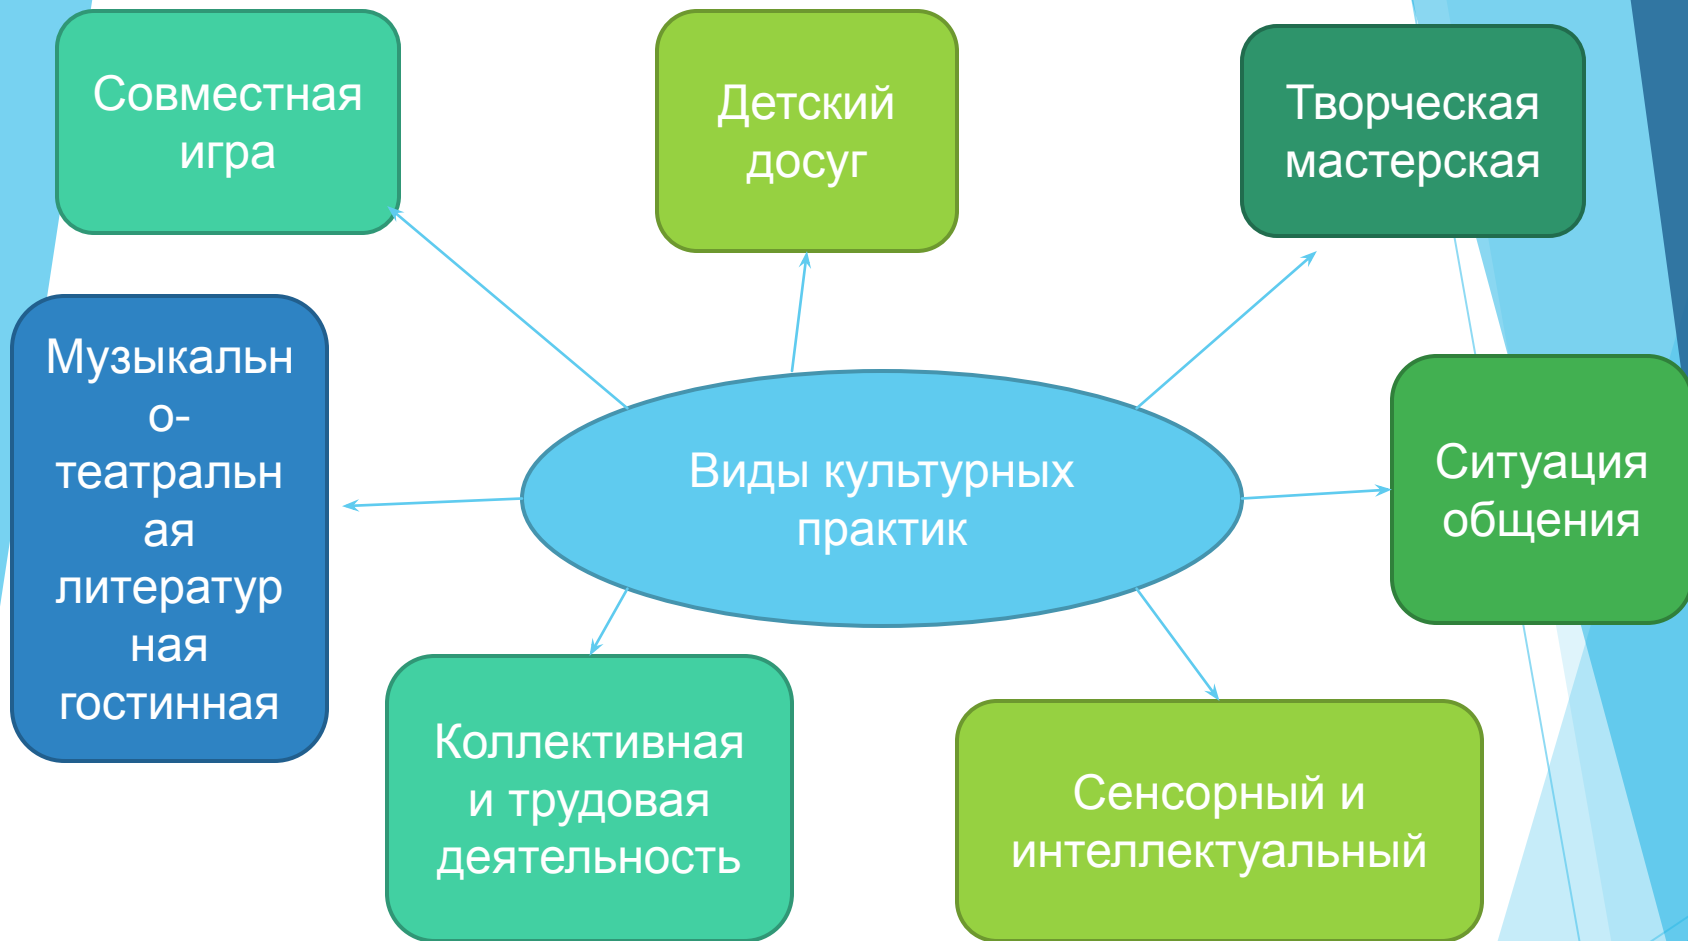 Совместная
игра
Детский
досуг
Творческая
мастерская
Музыкальн
о-
театральн
ая
литератур
ная
гостинная
Виды культурных
практик
Ситуация
общения
Коллективная
и трудовая
деятельность
Сенсорный и
интеллектуальный